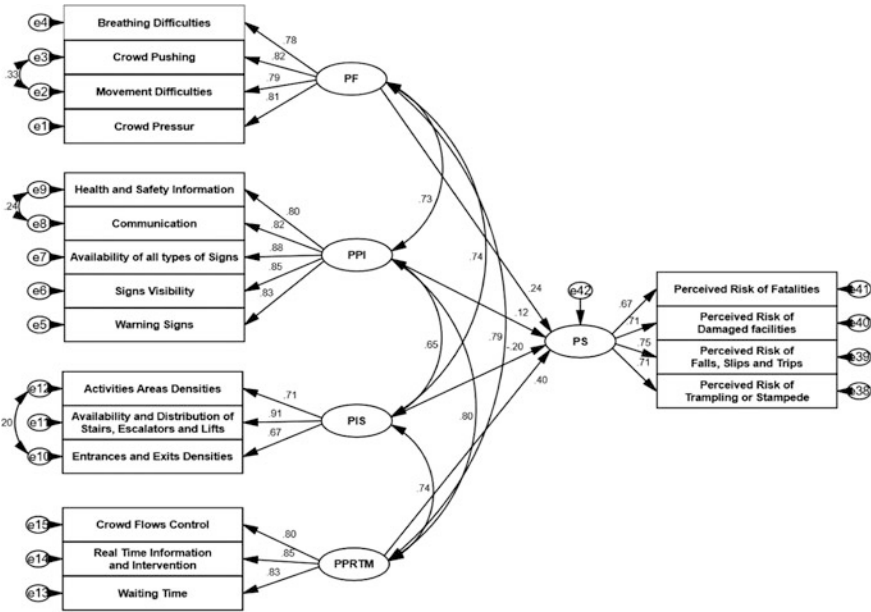 e4
Breathing Difficulties
.78
e3
Crowd Pushing
.82
PF
.33
.79
e2
Movement Difficulties
.81
e1
Crowd Pressur
e9
Health and Safety Information
.80
.73
.24
e8
Communication
.82
e7
Availability of all types of Signs
.88
PPI
.74
.85
e6
Signs Visibility
.83
e5
Warning Signs
.24
e42
.67
Perceived Risk of Fatalities
e41
.12
.71
Perceived Risk of
Damaged facilities
e40
.65
.79
-.20
PS
.75
Perceived Risk of
Falls, Slips and Trips
e39
.40
.71
Perceived Risk of
Trampling or Stampede
e38
e12
Activities Areas Densities
.71
.80
20
e11
Availability and Distribution of
Stairs, Escalators and Lifts
.91
PIS
.67
e10
Entrances and Exits Densities
.74
e15
Crowd Flows Control
.80
e14
Real Time Information
and Intervention
.85
PPRTM
.83
e13
Waiting Time